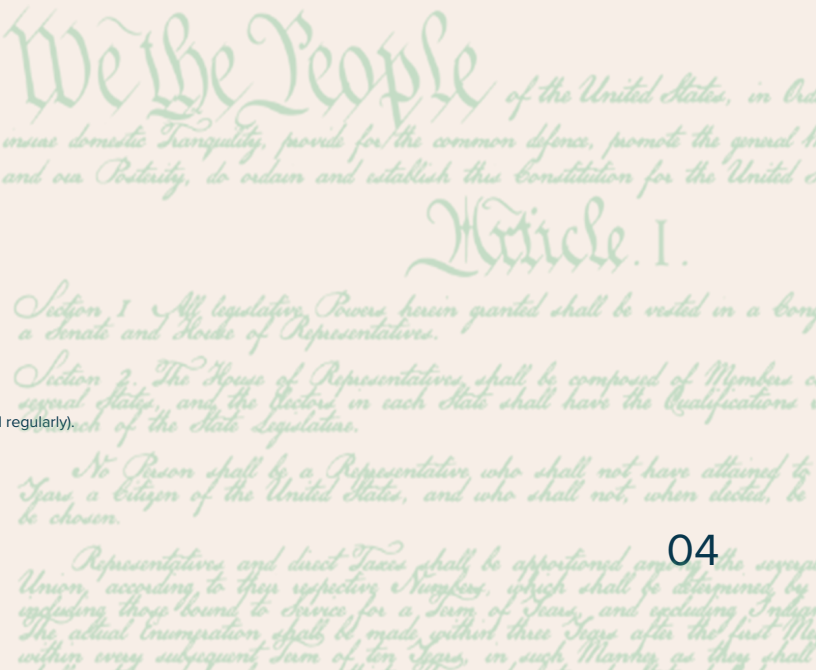 We the People of the United States, in Ord
insure domestic Tranquility, provide for the common defence, promote the general W
and our Posterity, do ordain and establish this Constitution for the United S
Article. I.
Section 1 All legislative Powers herein granted shall be vested in a Cong
a Senate and House of Representatives.
Section 2. The House of Representatives shall be composed of Members c
several States, and the Electors in each State shall have the Qualifications
regularly).
of the State Legislature.
No Person shall be a Representative who shall not have attained to
Years a Citizen of the United States, and who shall not, when elected, be
be chosen.
04
Representatives and direct Taxes shall be apportioned among the several
Union, according to their respective Numbers, which shall be determined by
including those bound to Service for a Term of Years, and excluding Indian
The actual Enumeration shall be made within three Years after the first Me
within every subsequent Term of ten Years, in such Manner as they shall